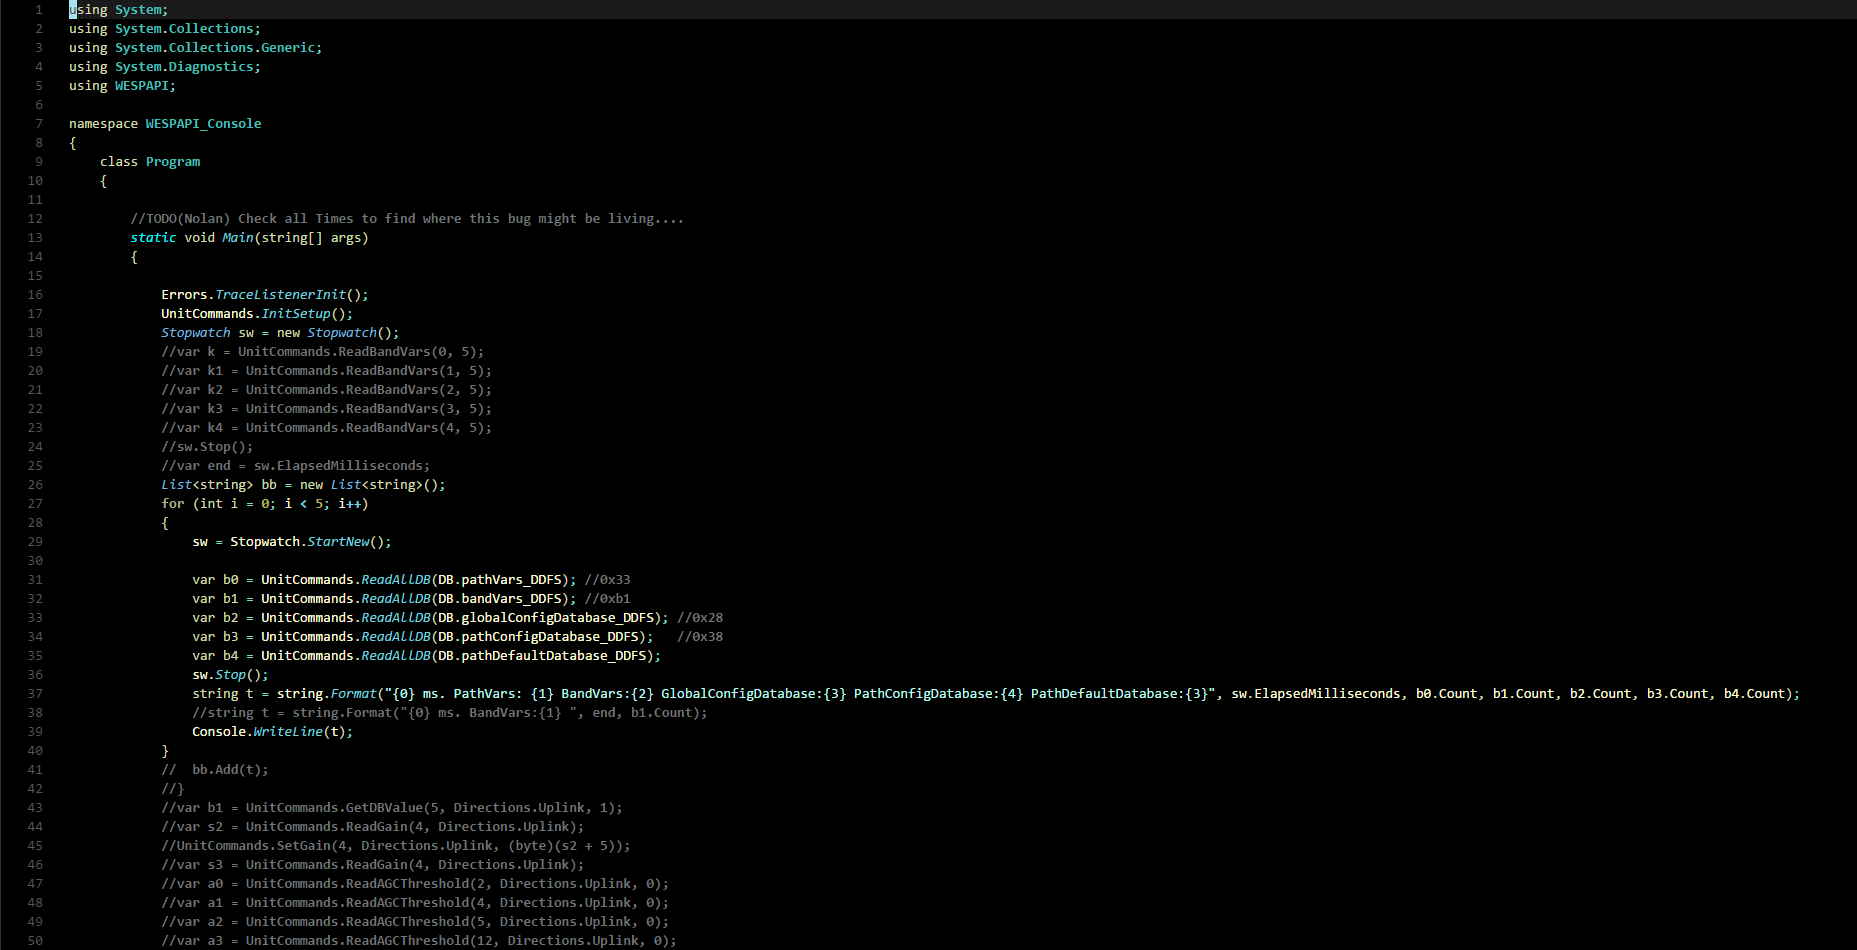 1 using System;
2 using System.Collections;
3 using System.Collections.Generic;
4 using System.Diagnostics;
5 using WESPAPI;
6
7 namespace WESPAPI_Console
8 {
9     class Program
10     {
11
12         //TODO(Nolan) Check all Times to find where this bug might be living....
13         static void Main(string[] args)
14         {
15
16             Errors.TraceListenerInit();
17             UnitCommands.InitSetup();
18             Stopwatch sw = new Stopwatch();
19             //var k = UnitCommands.ReadBandVars(0, 5);
20             //var k1 = UnitCommands.ReadBandVars(1, 5);
21             //var k2 = UnitCommands.ReadBandVars(2, 5);
22             //var k3 = UnitCommands.ReadBandVars(3, 5);
23             //var k4 = UnitCommands.ReadBandVars(4, 5);
24             //sw.Stop();
25             //var end = sw.ElapsedMilliseconds;
26             List<string> bb = new List<string>();
27             for (int i = 0; i < 5; i++)
28             {
29                 sw = Stopwatch.StartNew();
30
31                 var b0 = UnitCommands.ReadAllDB(DB.pathVars_DDFS); //0x33
32                 var b1 = UnitCommands.ReadAllDB(DB.bandVars_DDFS); //0xb1
33                 var b2 = UnitCommands.ReadAllDB(DB.globalConfigDatabase_DDFS); //0x28
34                 var b3 = UnitCommands.ReadAllDB(DB.pathConfigDatabase_DDFS);   //0x38
35                 var b4 = UnitCommands.ReadAllDB(DB.pathDefaultDatabase_DDFS);
36                 sw.Stop();
37                 string t = string.Format("{0} ms. PathVars: {1} BandVars:{2} GlobalConfigDatabase:{3} PathConfigDatabase:{4} PathDefaultDatabase:{3}", sw.ElapsedMilliseconds, b0.Count, b1.Count, b2.Count, b3.Count, b4.Count);
38                 //string t = string.Format("{0} ms. BandVars:{1} ", end, b1.Count);
39                 Console.WriteLine(t);
40             }
41             //  bb.Add(t);
42             //}
43             //var b1 = UnitCommands.GetDBValue(5, Directions.Uplink, 1);
44             //var s2 = UnitCommands.ReadGain(4, Directions.Uplink);
45             //UnitCommands.SetGain(4, Directions.Uplink, (byte)(s2 + 5));
46             //var s3 = UnitCommands.ReadGain(4, Directions.Uplink);
47             //var a0 = UnitCommands.ReadAGCThreshold(2, Directions.Uplink, 0);
48             //var a1 = UnitCommands.ReadAGCThreshold(4, Directions.Uplink, 0);
49             //var a2 = UnitCommands.ReadAGCThreshold(5, Directions.Uplink, 0);
50             //var a3 = UnitCommands.ReadAGCThreshold(12, Directions.Uplink, 0);